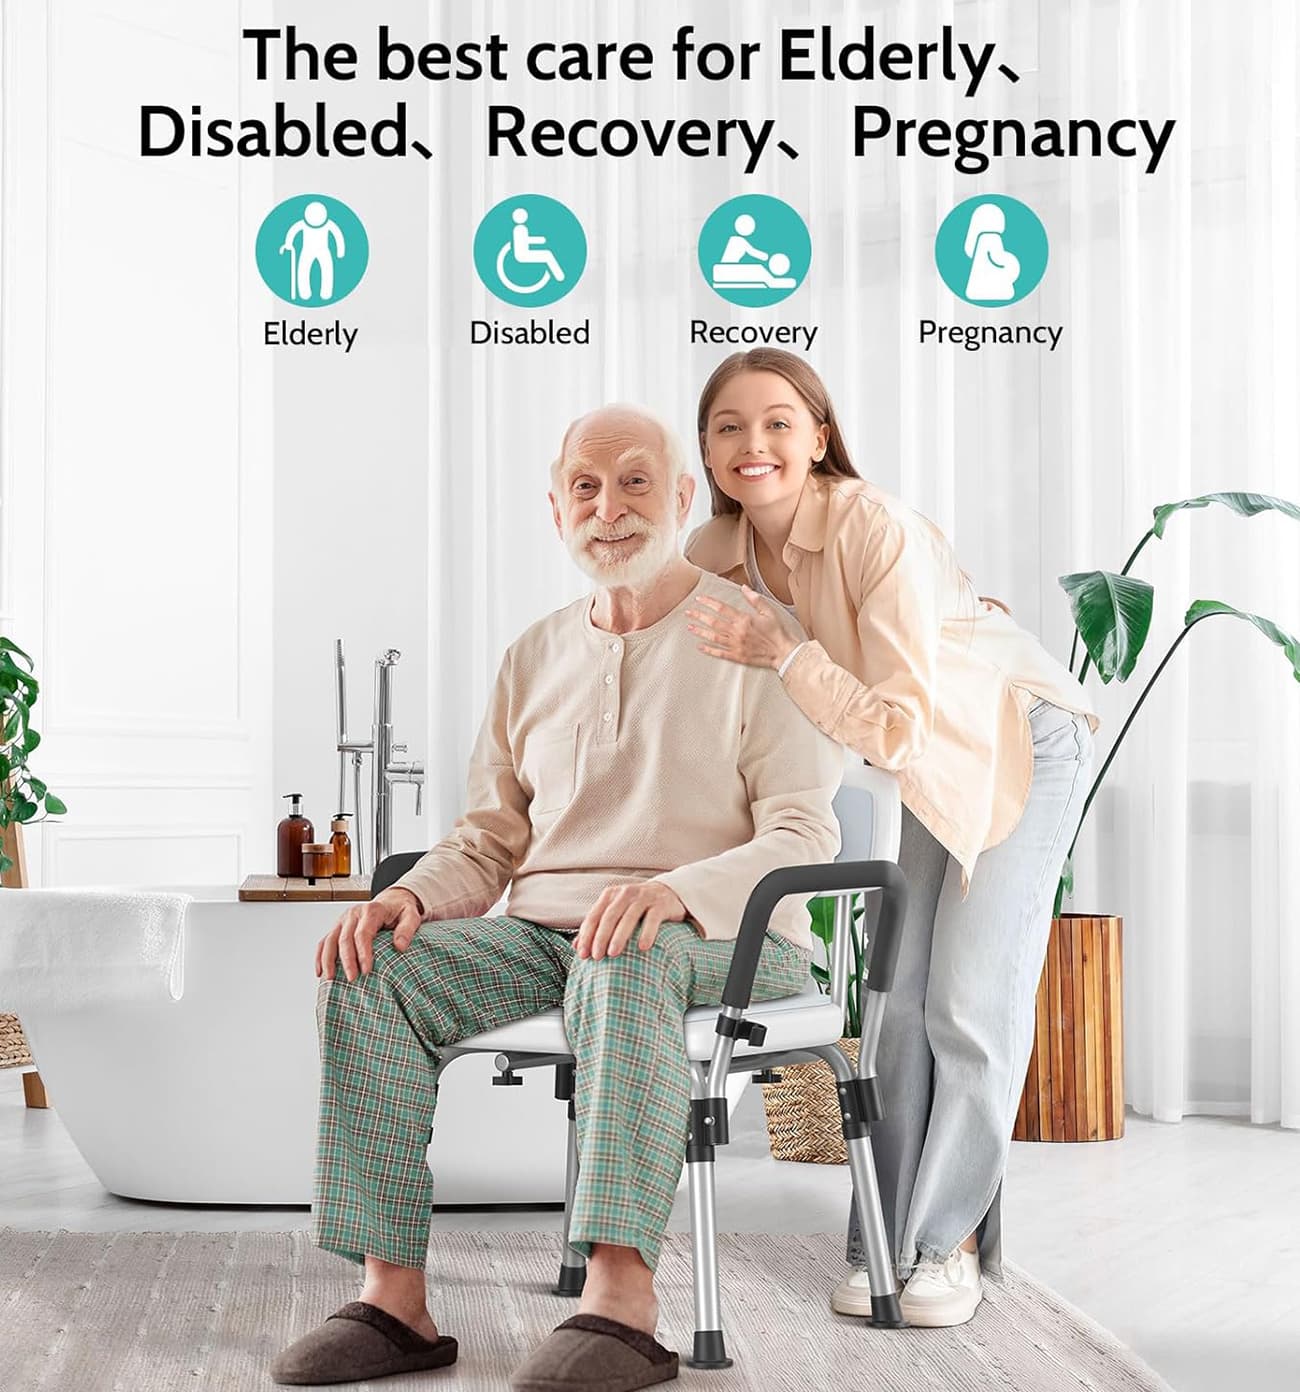 The best care for Elderly、
Disabled、 Recovery、 Pregnancy
Elderly
Disabled
Recovery
Pregnancy